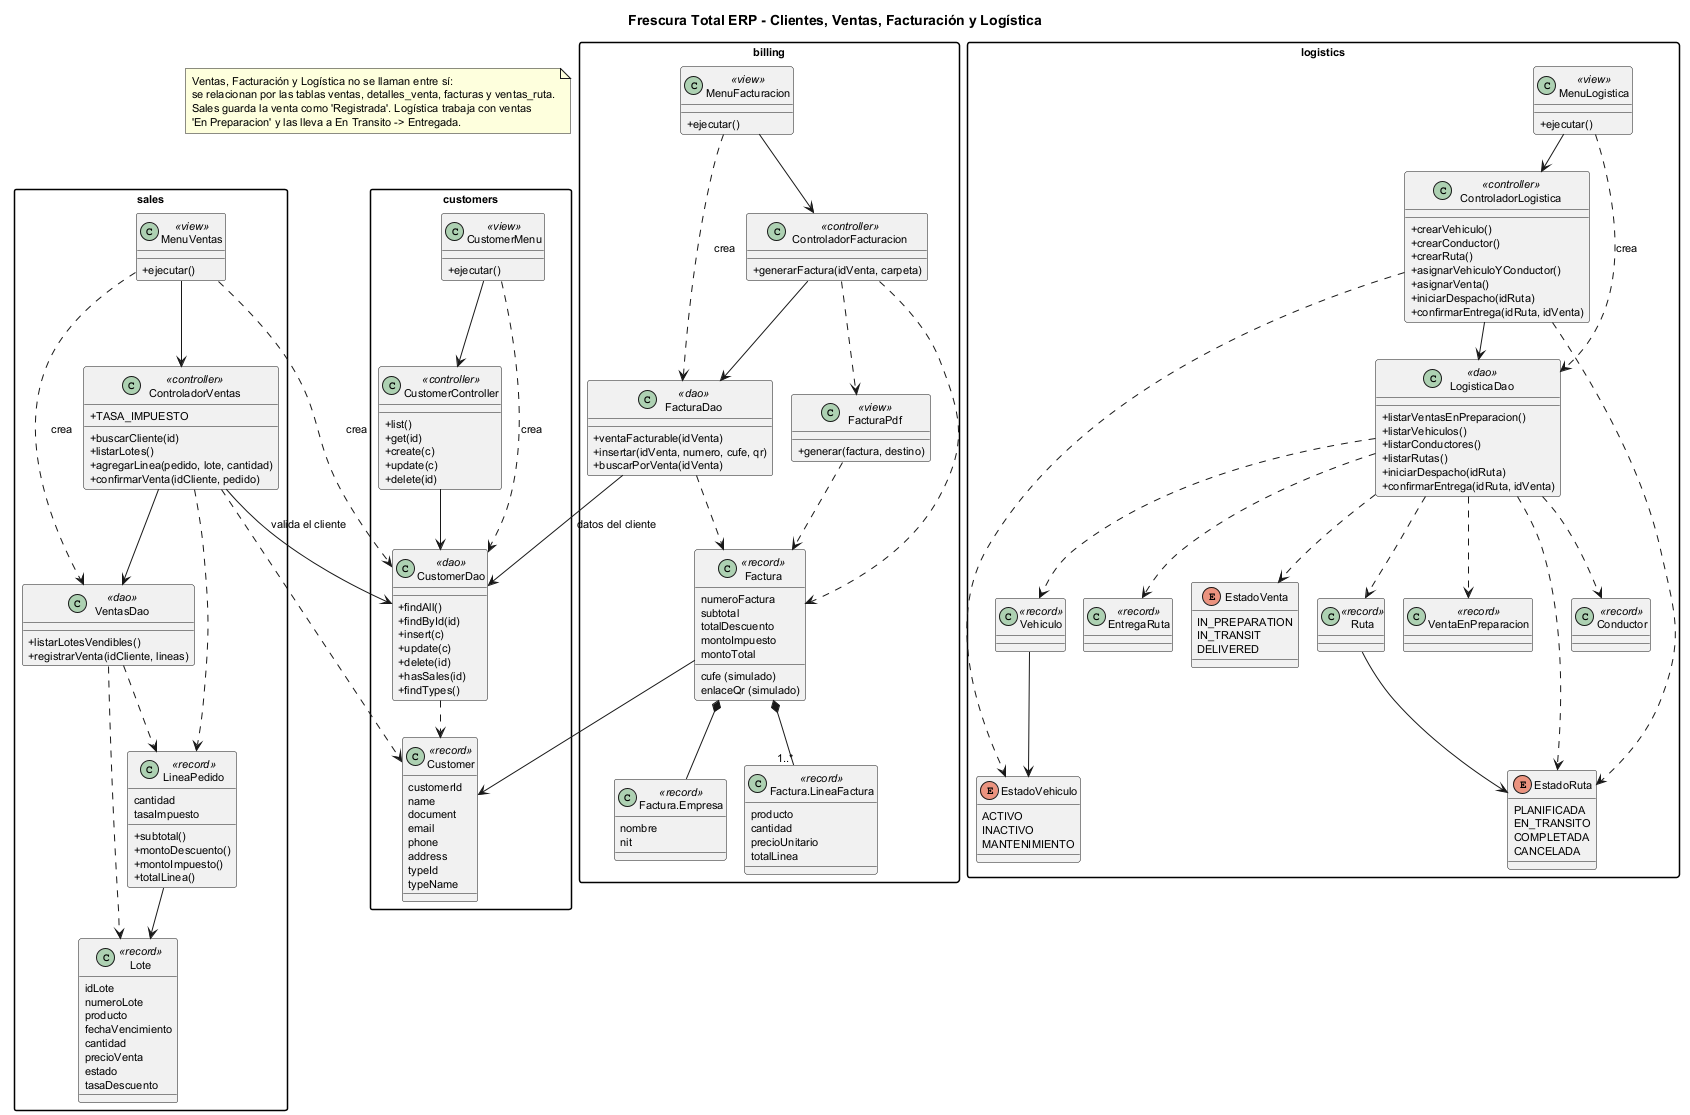 Frescura Total ERP - Clientes, Ventas, Facturación y Logística
Ventas, Facturación y Logística no se llaman entre sí:
se relacionan por las tablas ventas, detalles_venta, facturas y ventas_ruta.
Sales guarda la venta como 'Registrada'. Logística trabaja con ventas
'En Preparacion' y las lleva a En Transito -> Entregada.
sales
C «view»
MenuVentas
+ejecutar()
crea
crea
C «controller»
ControladorVentas
+TASA_IMPUESTO
+buscarCliente(id)
+listarLotes()
+agregarLinea(pedido, lote, cantidad)
+confirmarVenta(idCliente, pedido)
valida el cliente
C «dao»
VentasDao
+listarLotesVendibles()
+registrarVenta(idCliente, lineas)
C «record»
LineaPedido
cantidad
tasaImpuesto
+subtotal()
+montoDescuento()
+montoImpuesto()
+totalLinea()
C «record»
Lote
idLote
numeroLote
producto
fechaVencimiento
cantidad
precioVenta
estado
tasaDescuento
customers
C «view»
CustomerMenu
+ejecutar()
C «controller»
CustomerController
+list()
+get(id)
+create(c)
+update(c)
+delete(id)
crea
C «dao»
CustomerDao
+findAll()
+findById(id)
+insert(c)
+update(c)
+delete(id)
+hasSales(id)
+findTypes()
C «record»
Customer
customerId
name
document
email
phone
address
typeId
typeName
billing
C «view»
MenuFacturacion
+ejecutar()
crea
C «controller»
ControladorFacturacion
+generarFactura(idVenta, carpeta)
C «dao»
FacturaDao
+ventaFacturable(idVenta)
+insertar(idVenta, numero, cufe, qr)
+buscarPorVenta(idVenta)
C «view»
FacturaPdf
+generar(factura, destino)
datos del cliente
C «record»
Factura
numeroFactura
subtotal
totalDescuento
montoImpuesto
montoTotal
cufe (simulado)
enlaceQr (simulado)
1..*
C «record»
Factura.Empresa
nombre
nit
C «record»
Factura.LineaFactura
producto
cantidad
precioUnitario
totalLinea
logistics
C «view»
MenuLogistica
+ejecutar()
crea
C «controller»
ControladorLogistica
+crearVehiculo()
+crearConductor()
+crearRuta()
+asignarVehiculoYConductor()
+asignarVenta()
+iniciarDespacho(idRuta)
+confirmarEntrega(idRuta, idVenta)
C «dao»
LogisticaDao
+listarVentasEnPreparacion()
+listarVehiculos()
+listarConductores()
+listarRutas()
+iniciarDespacho(idRuta)
+confirmarEntrega(idRuta, idVenta)
C «record»
Vehiculo
C «record»
EntregaRuta
E EstadoVenta
IN_PREPARATION
IN_TRANSIT
DELIVERED
C «record»
Ruta
C «record»
VentaEnPreparacion
C «record»
Conductor
E EstadoVehiculo
ACTIVO
INACTIVO
MANTENIMIENTO
E EstadoRuta
PLANIFICADA
EN_TRANSITO
COMPLETADA
CANCELADA